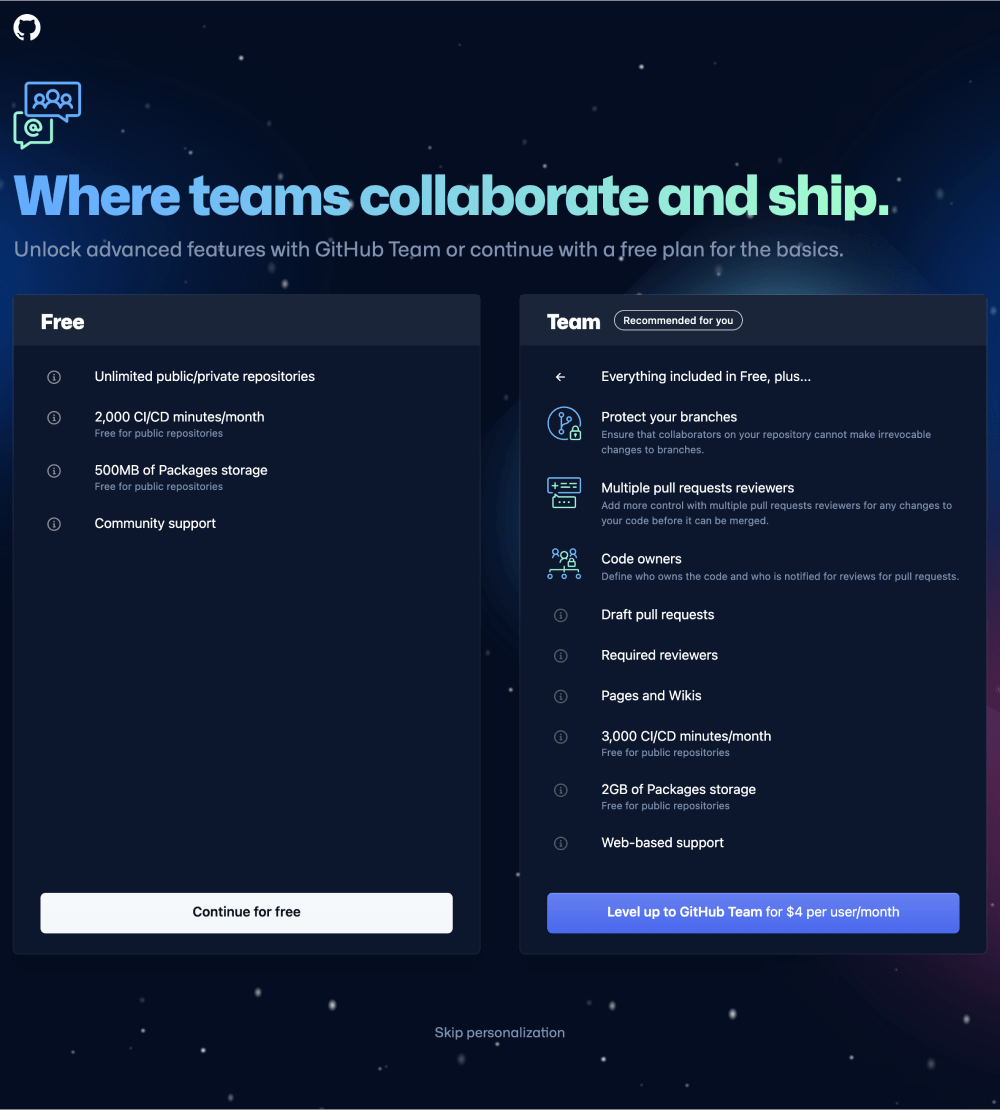 @
Where teams collaborate and ship.
Unlock advanced features with GitHub Team or continue with a free plan for the basics.
Free
Unlimited public/private repositories
2,000 CI/CD minutes/month
Free for public repositories
500MB of Packages storage
Free for public repositories
Community support
Continue for free
Team
Recommended for you
Everything included in Free, plus...
Protect your branches
Ensure that collaborators on your repository cannot make irrevocable
changes to branches.
Multiple pull requests reviewers
Add more control with multiple pull requests reviewers for any changes to
your code before it can be merged.
Code owners
Define who owns the code and who is notified for reviews for pull requests.
Draft pull requests
Required reviewers
Pages and Wikis
3,000 CI/CD minutes/month
Free for public repositories
2GB of Packages storage
Free for public repositories
Web-based support
Level up to GitHub Team for $4 per user/month
Skip personalization